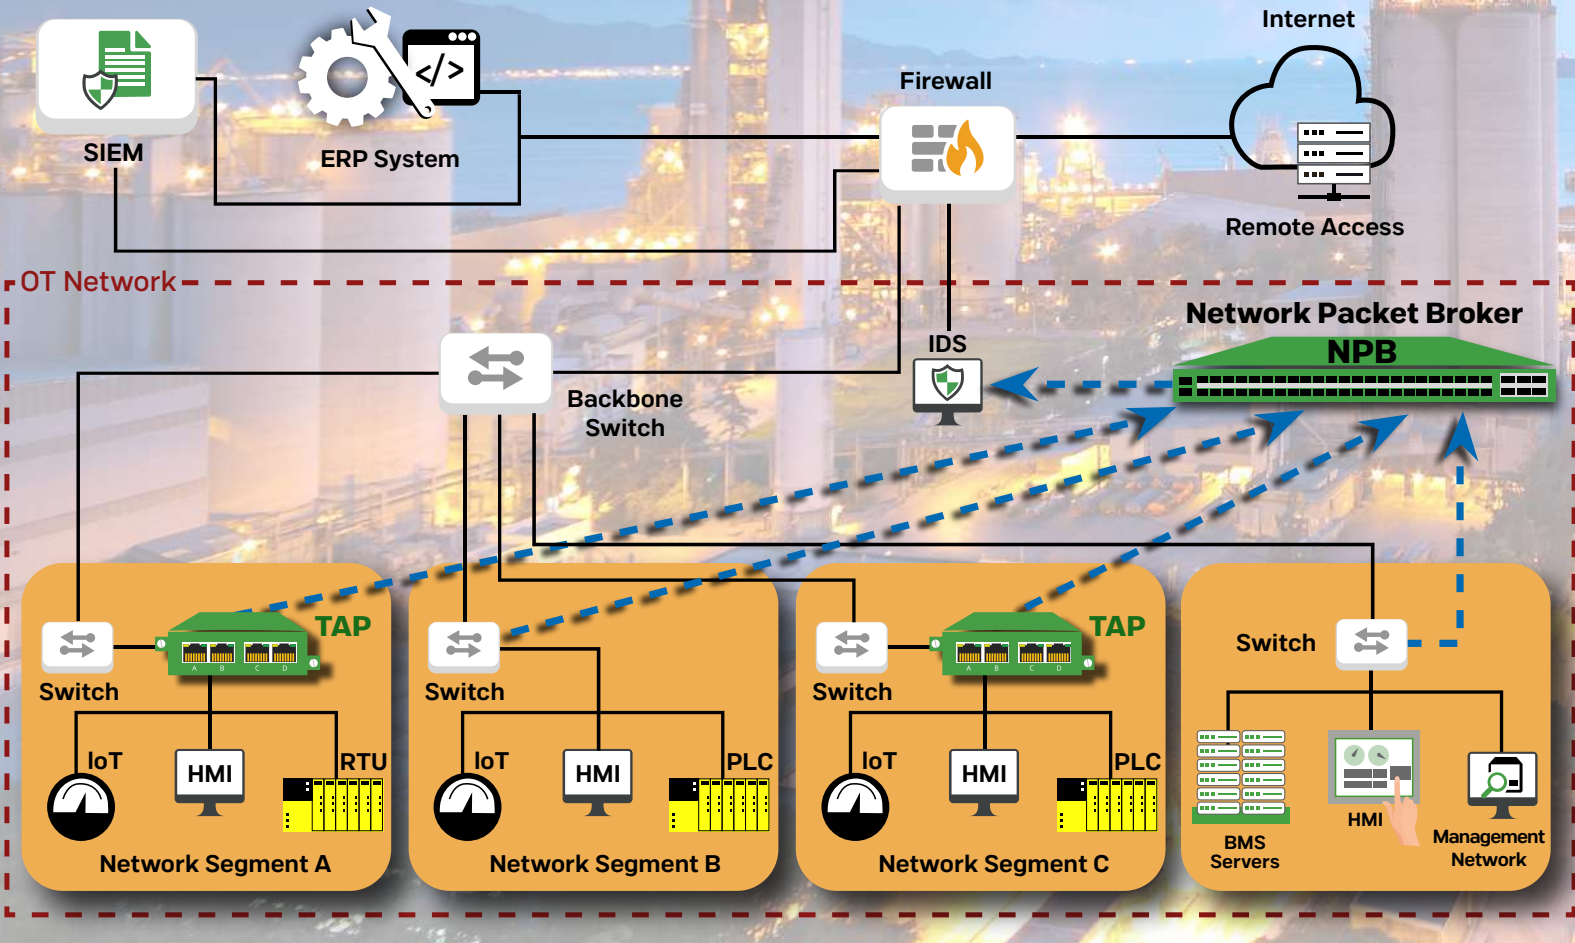 Internet
Firewall
</>
SIEM
ERP System
Remote Access
OT Network
Network Packet Broker
NPB
IDS
Backbone
Switch
TAP
A B C D
Switch
IoT
HMI
RTU
Network Segment A
Switch
IoT
HMI
PLC
Network Segment B
TAP
A B C D
Switch
IoT
HMI
PLC
Network Segment C
Switch
BMS
Servers
HMI
Management
Network